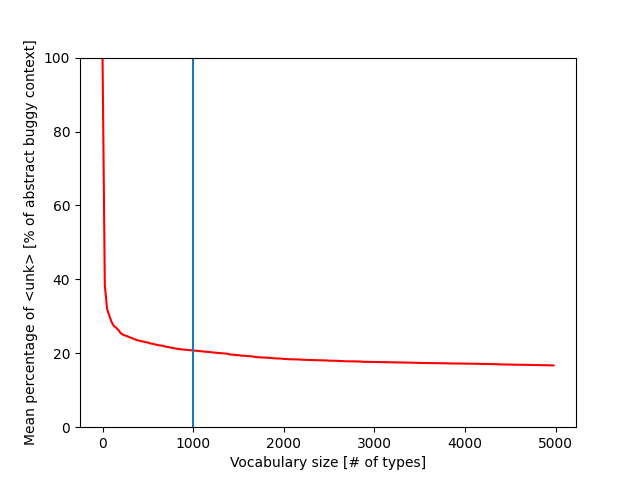 Mean percentage of <unk> [% of abstract buggy context]
100
80
60
40
20
0
0 1000 2000 3000 4000 5000
Vocabulary size [# of types]